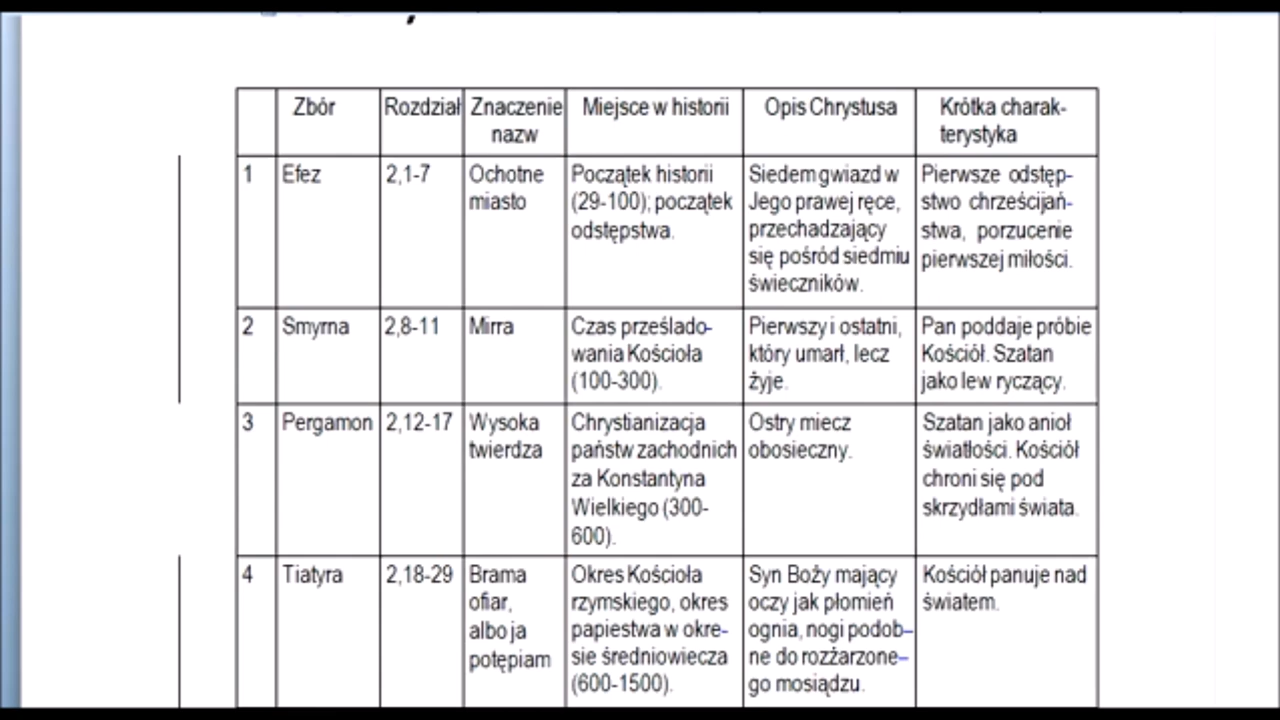 Zbór
Rozdział
Znaczenie
nazw
Miejsce w historii
Opis Chrystusa
Krótka charak-
terystyka
1
Efez
2,1-7
Ochotne
miasto
Początek historii
(29-100); początek
odstępstwa.
Siedem gwiazd w
Jego prawej ręce,
przechadzający
się pośród siedmiu
świeczników.
Pierwsze odstęp-
stwo chrześcijań-
stwa, porzucenie
pierwszej miłości.
2
Smyrna
2,8-11
Mirra
Czas prześlado-
wania Kościoła
(100-300).
Pierwszy i ostatni,
który umarł, lecz
żyje.
Pan poddaje próbie
Kościół. Szatan
jako lew ryczący.
3
Pergamon
2,12-17
Wysoka
twierdza
Chrystianizacja
państw zachodnich
za Konstantyna
Wielkiego (300-
600).
Ostry miecz
obosieczny.
Szatan jako anioł
światłości. Kościół
chroni się pod
skrzydłami świata.
4
Tiatyra
2,18-29
Brama
ofiar,
albo ja
potępiam
Okres Kościoła
rzymskiego, okres
papiestwa w okre-
sie średniowiecza
(600-1500).
Syn Boży mający
oczy jak płomień
ognia, nogi podob-
ne do rozżarzone-
go mosiądzu.
Kościół panuje nad
światem.